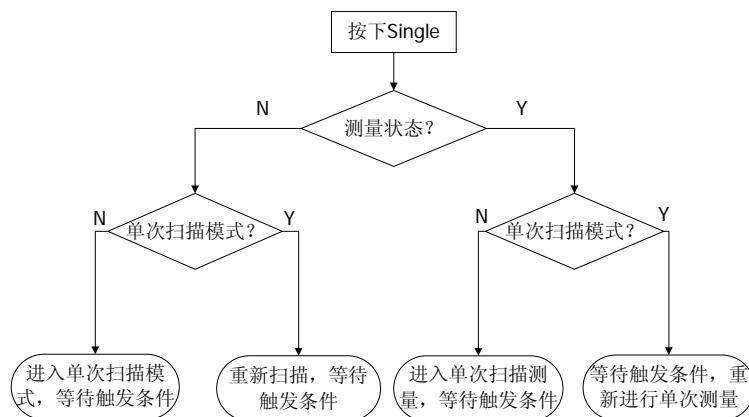 按下Single
N
测量状态?
Y
N
单次扫描模式?
Y
N
单次扫描模式?
Y
进入单次扫描模
式，等待触发条件
重新扫描，等待
触发条件
进入单次扫描测
量，等待触发条件
等待触发条件，重
新进行单次测量